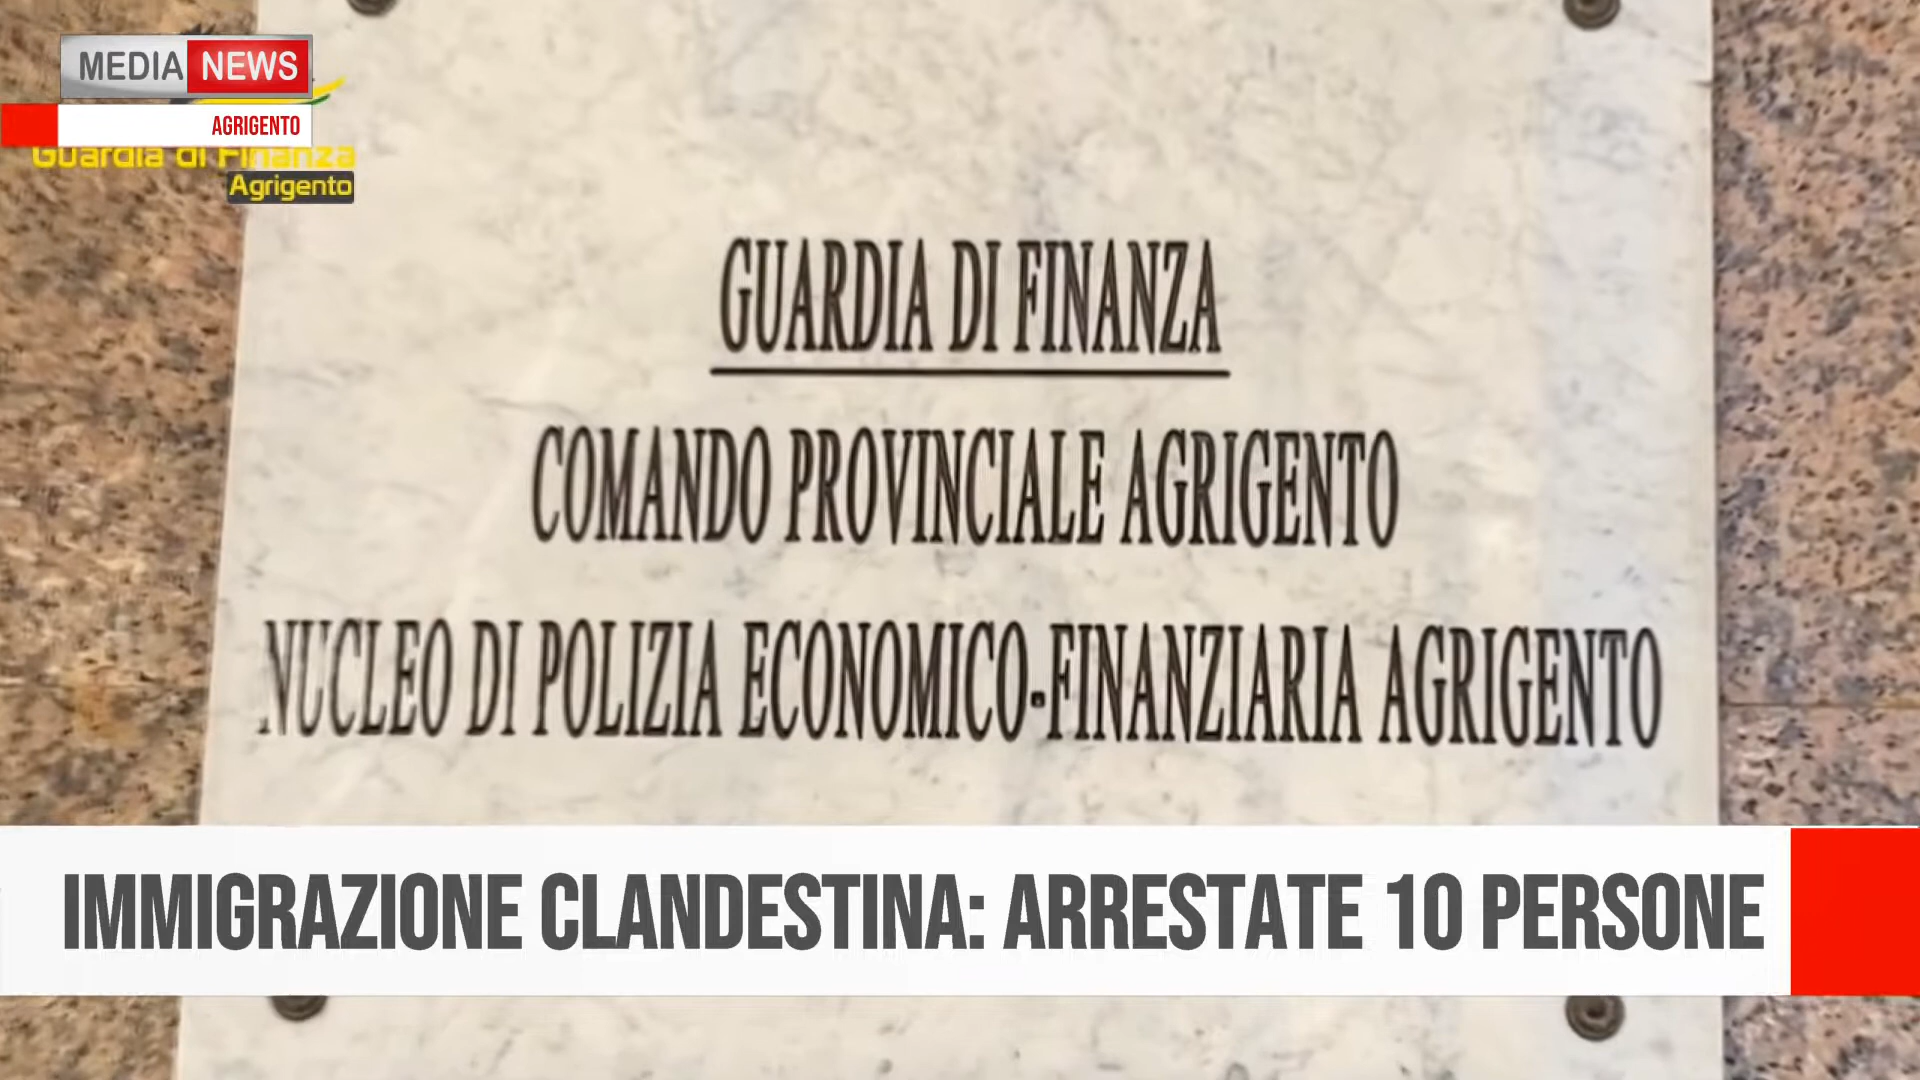 MEDIA NEWS
AGRIGENTO
Guardia di Finanza
Agrigento
GUARDIA DI FINANZA
COMANDO PROVINCIALE AGRIGENTO
NUCLEO DI POLIZIA ECONOMICO-FINANZIARIA AGRIGENTO
IMMIGRAZIONE CLANDESTINA: ARRESTATE 10 PERSONE